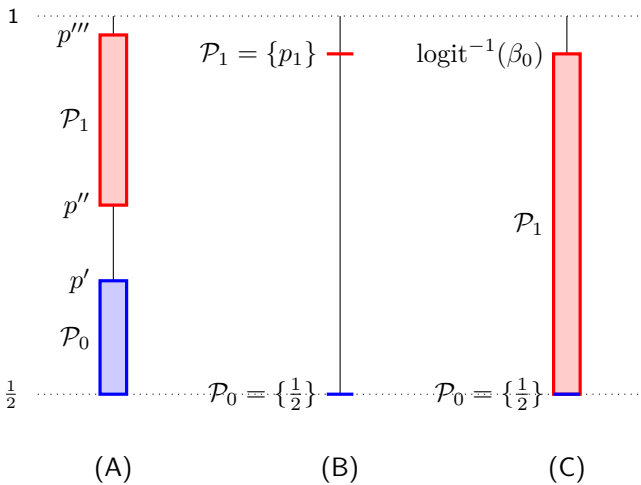 1
p′′′
𝒫₁ = {p₁}
logit⁻¹(β₀)
𝒫₁
p′′
𝒫₁
p′
𝒫₀
½
𝒫₀ = {½}
𝒫₀ = {½}
(A)
(B)
(C)